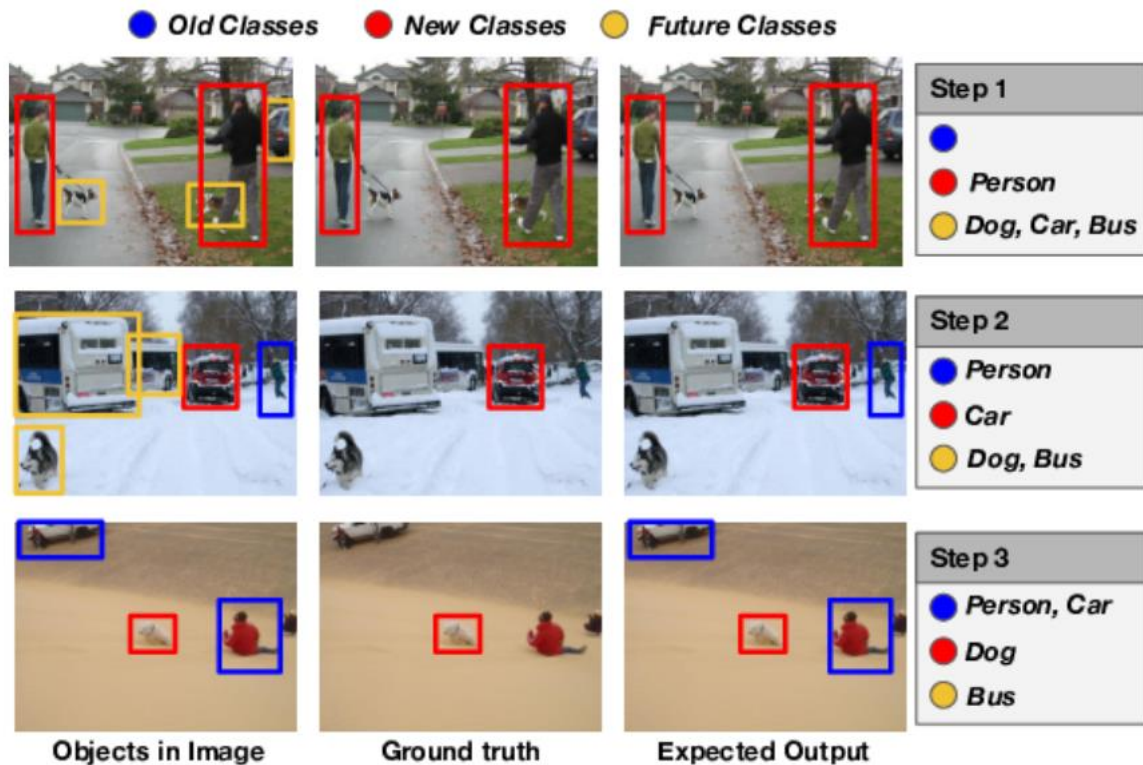 Old Classes New Classes Future Classes
Step 1
Person
Dog, Car, Bus
Step 2
Person
Car
Dog, Bus
Step 3
Person, Car
Dog
Bus
Objects in Image Ground truth Expected Output